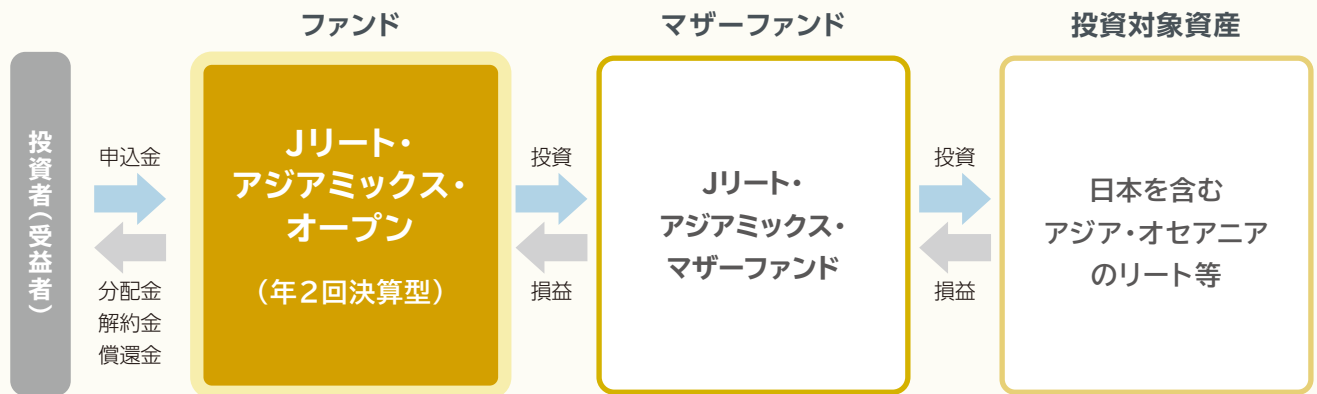 ファンド
マザーファンド
投資対象資産
投資者(受益者)
申込金
分配金
解約金
償還金
Jリート・
アジアミックス・
オープン
(年2回決算型)
投資
損益
Jリート・
アジアミックス・
マザーファンド
投資
損益
日本を含む
アジア・オセアニア
のリート等